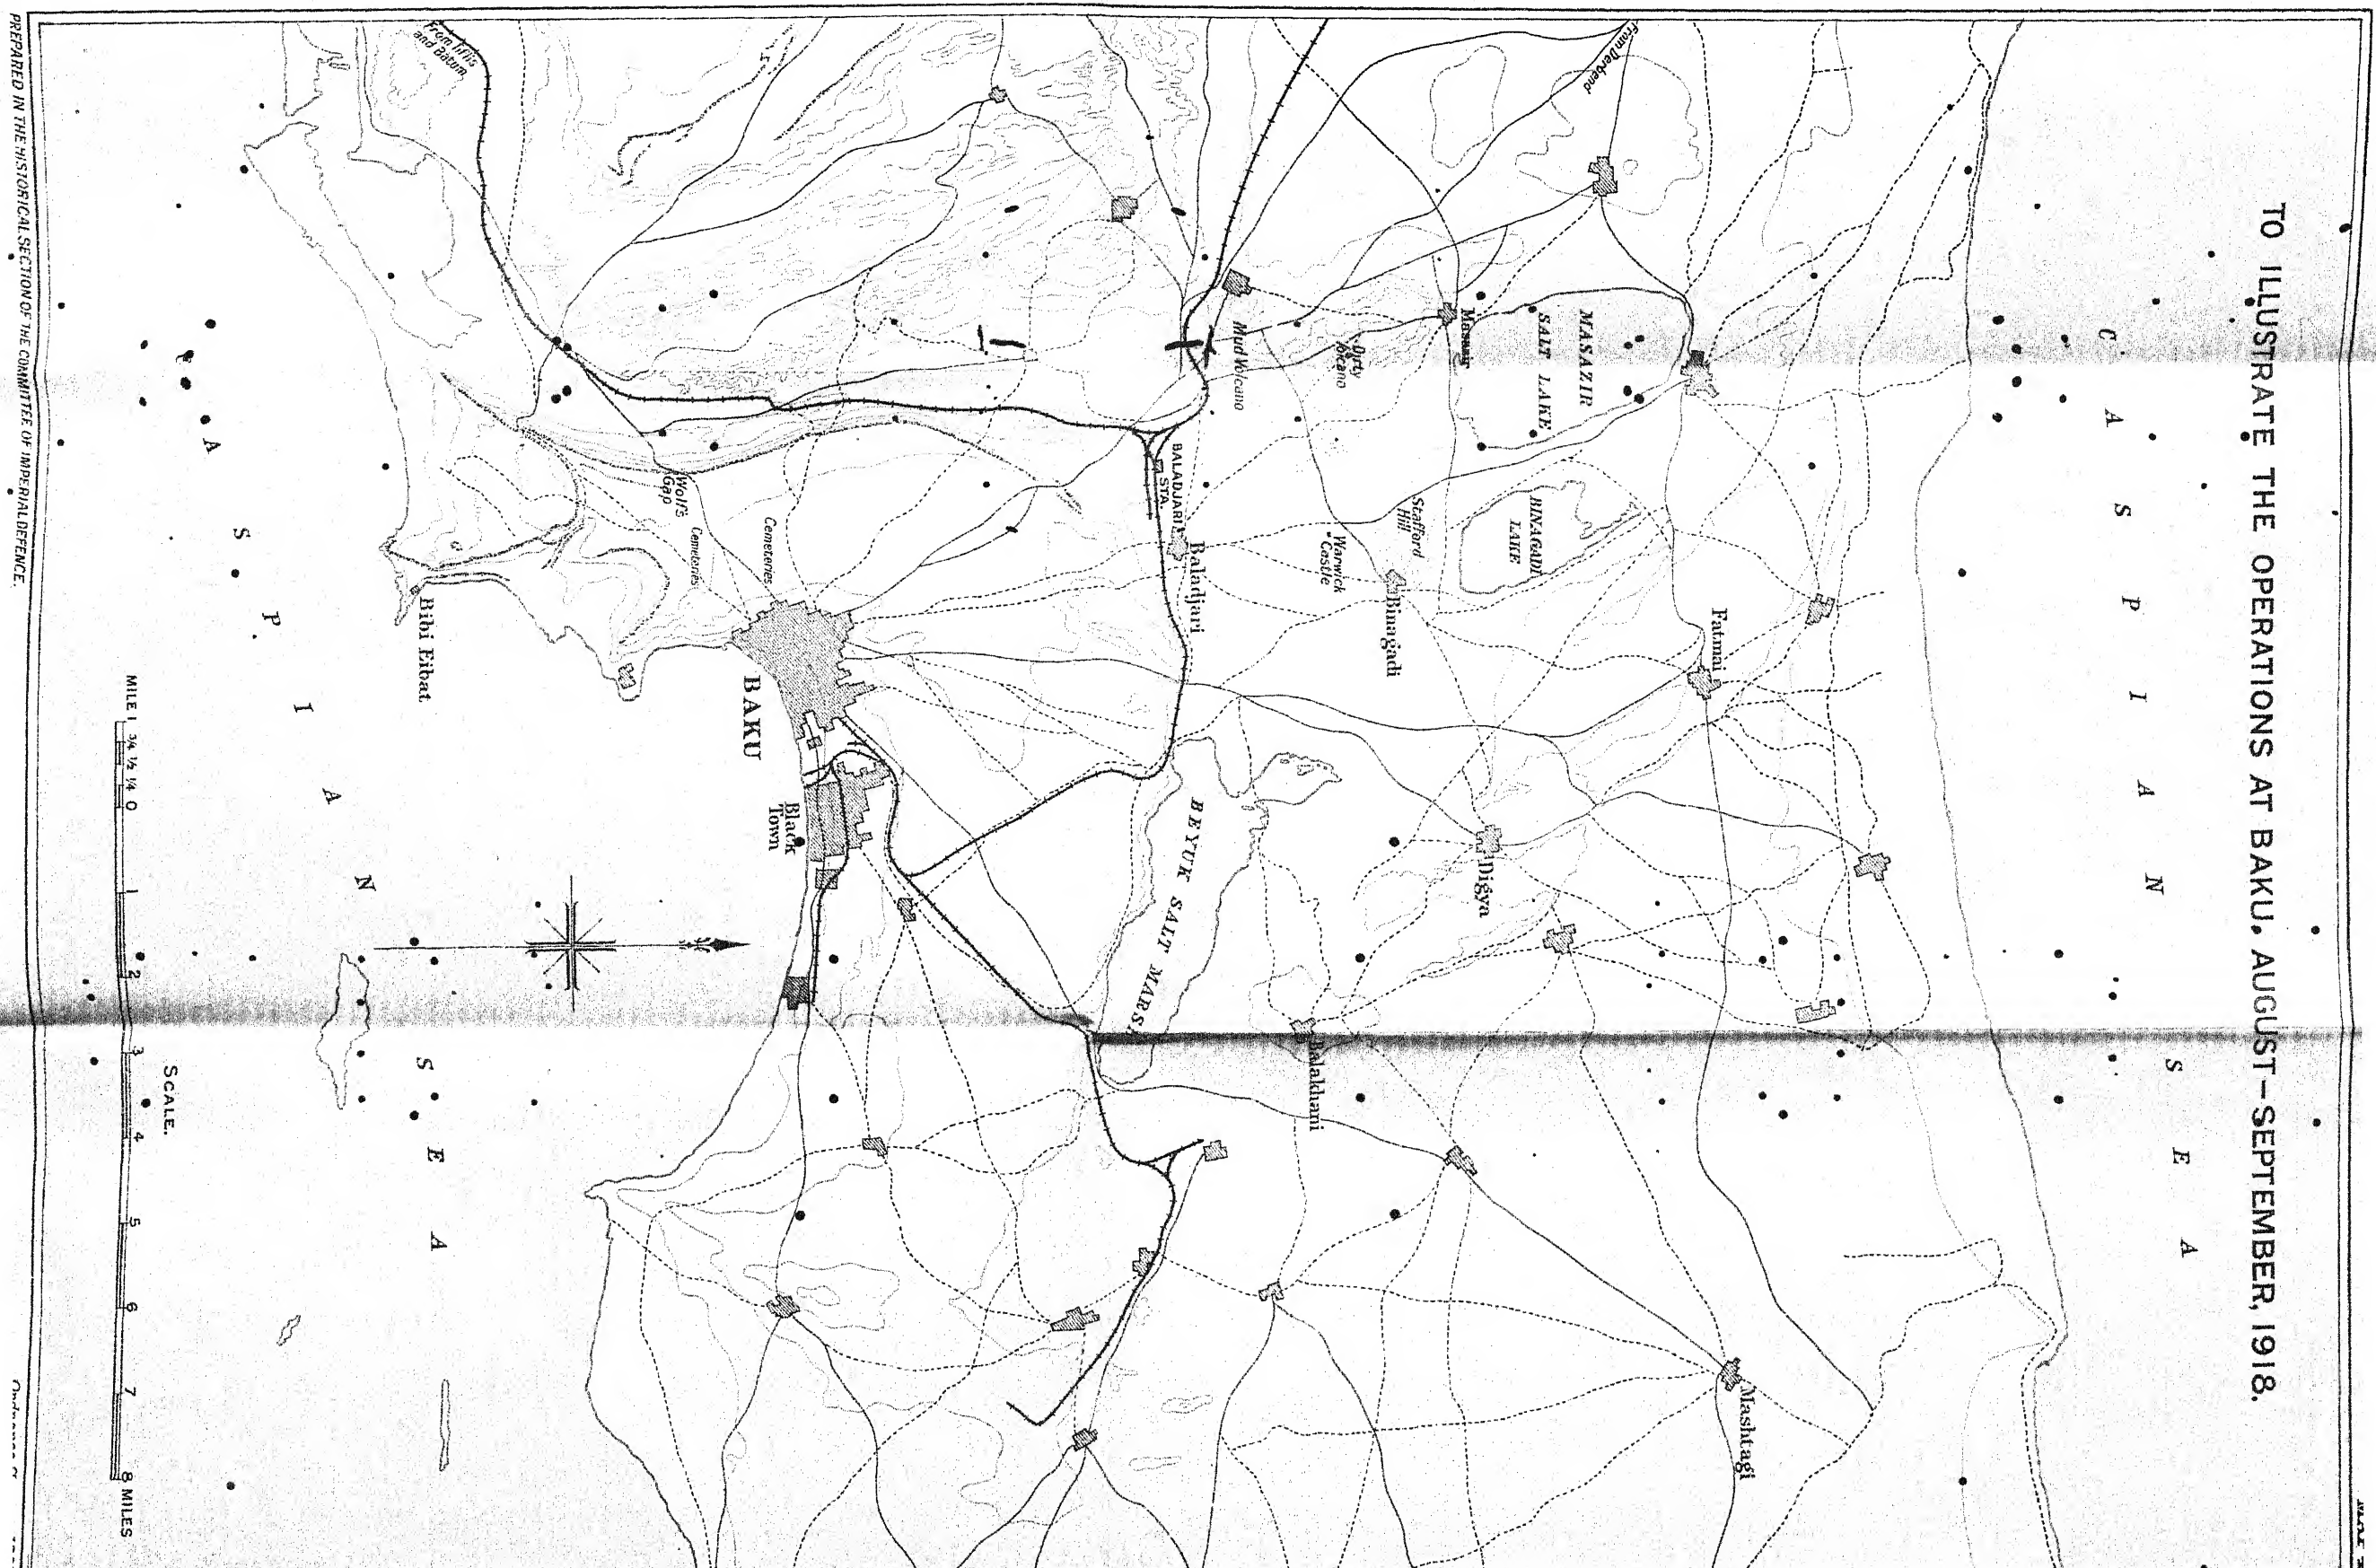 TO ILLUSTRATE THE OPERATIONS AT BAKU, AUGUST–SEPTEMBER, 1918.
CASPIAN SEA
From Derbend
MASAZIR
SALT LAKE
Masazir
Dirty
Volcano
Mud Volcano
BINAGADI
LAKE
Fatmai
Stafford
Hill
Warwick
Castle
Binagadi
BALADJARI
STA.
Baladjari
Digya
BEYUK SALT MARSH
Balakhani
Mashtagi
From Tiflis
and Batum
Wolf's
Gap
Cemeteries
Cemeteries
BAKU
Black
Town
Bibi Eibat
CASPIAN SEA
SCALE.
MILE 1 3/4 1/2 1/4 0 1 2 3 4 5 6 7 8 MILES
PREPARED IN THE HISTORICAL SECTION OF THE COMMITTEE OF IMPERIAL DEFENCE.